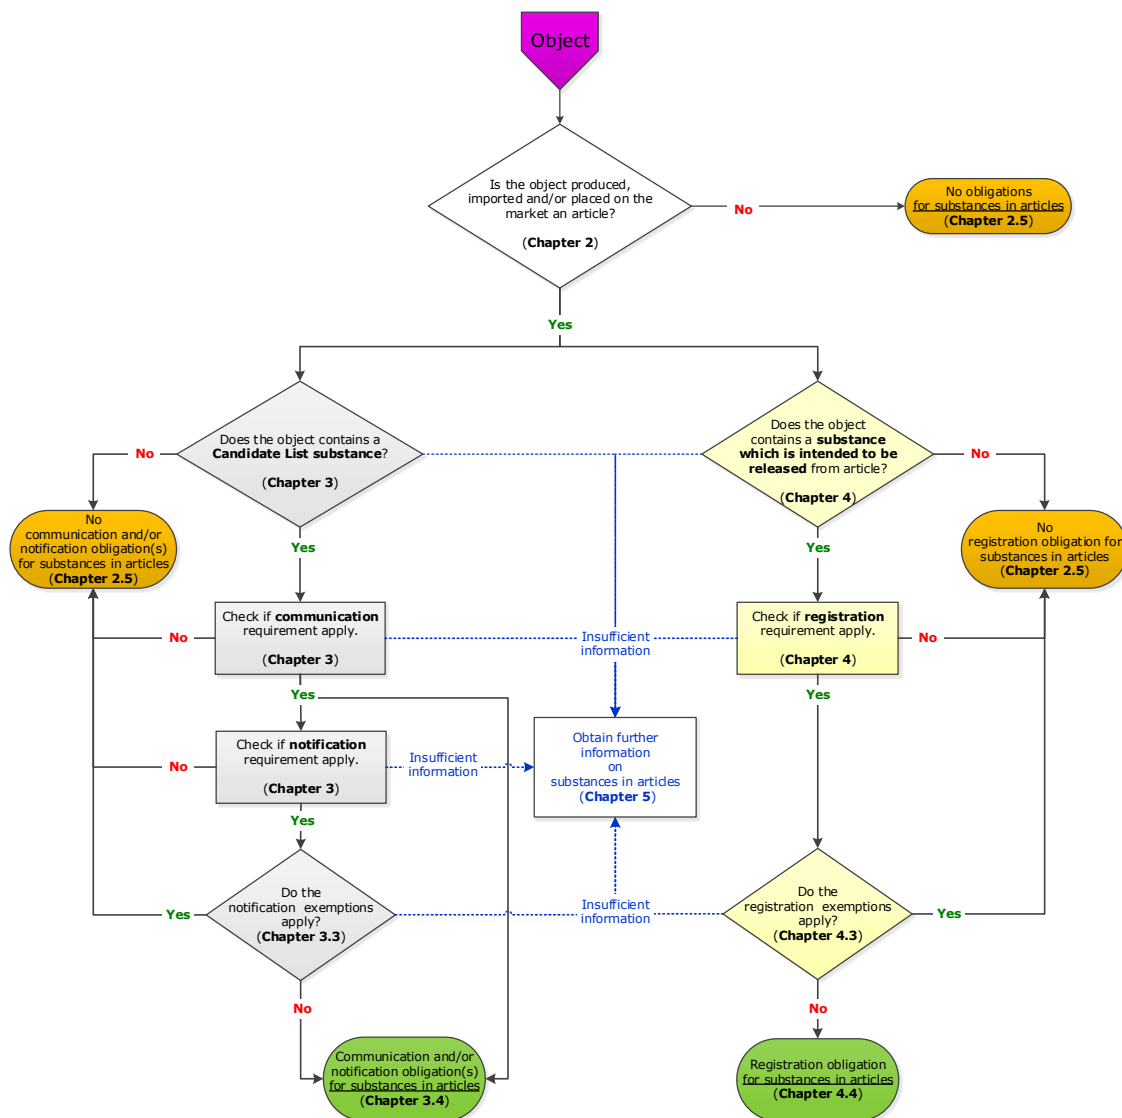 Object
Is the object produced,
imported and/or placed on the
market an article?
(Chapter 2)
No
No obligations
for substances in articles
(Chapter 2.5)
Yes
Does the object contains a
Candidate List substance?
(Chapter 3)
Does the object
contains a substance
which is intended to be
released from article?
(Chapter 4)
No
No
No
communication and/or
notification obligation(s)
for substances in articles
(Chapter 2.5)
No
registration obligation for
substances in articles
(Chapter 2.5)
Yes
Yes
Check if communication
requirement apply.
(Chapter 3)
No
Insufficient
information
Check if registration
requirement apply.
(Chapter 4)
No
Yes
Yes
Check if notification
requirement apply.
(Chapter 3)
No
Insufficient
information
Obtain further
information
on
substances in articles
(Chapter 5)
Yes
Do the
notification exemptions
apply?
(Chapter 3.3)
Yes
Insufficient
information
Do the
registration exemptions
apply?
(Chapter 4.3)
Yes
No
No
Communication and/or
notification obligation(s)
for substances in articles
(Chapter 3.4)
Registration obligation
for substances in articles
(Chapter 4.4)